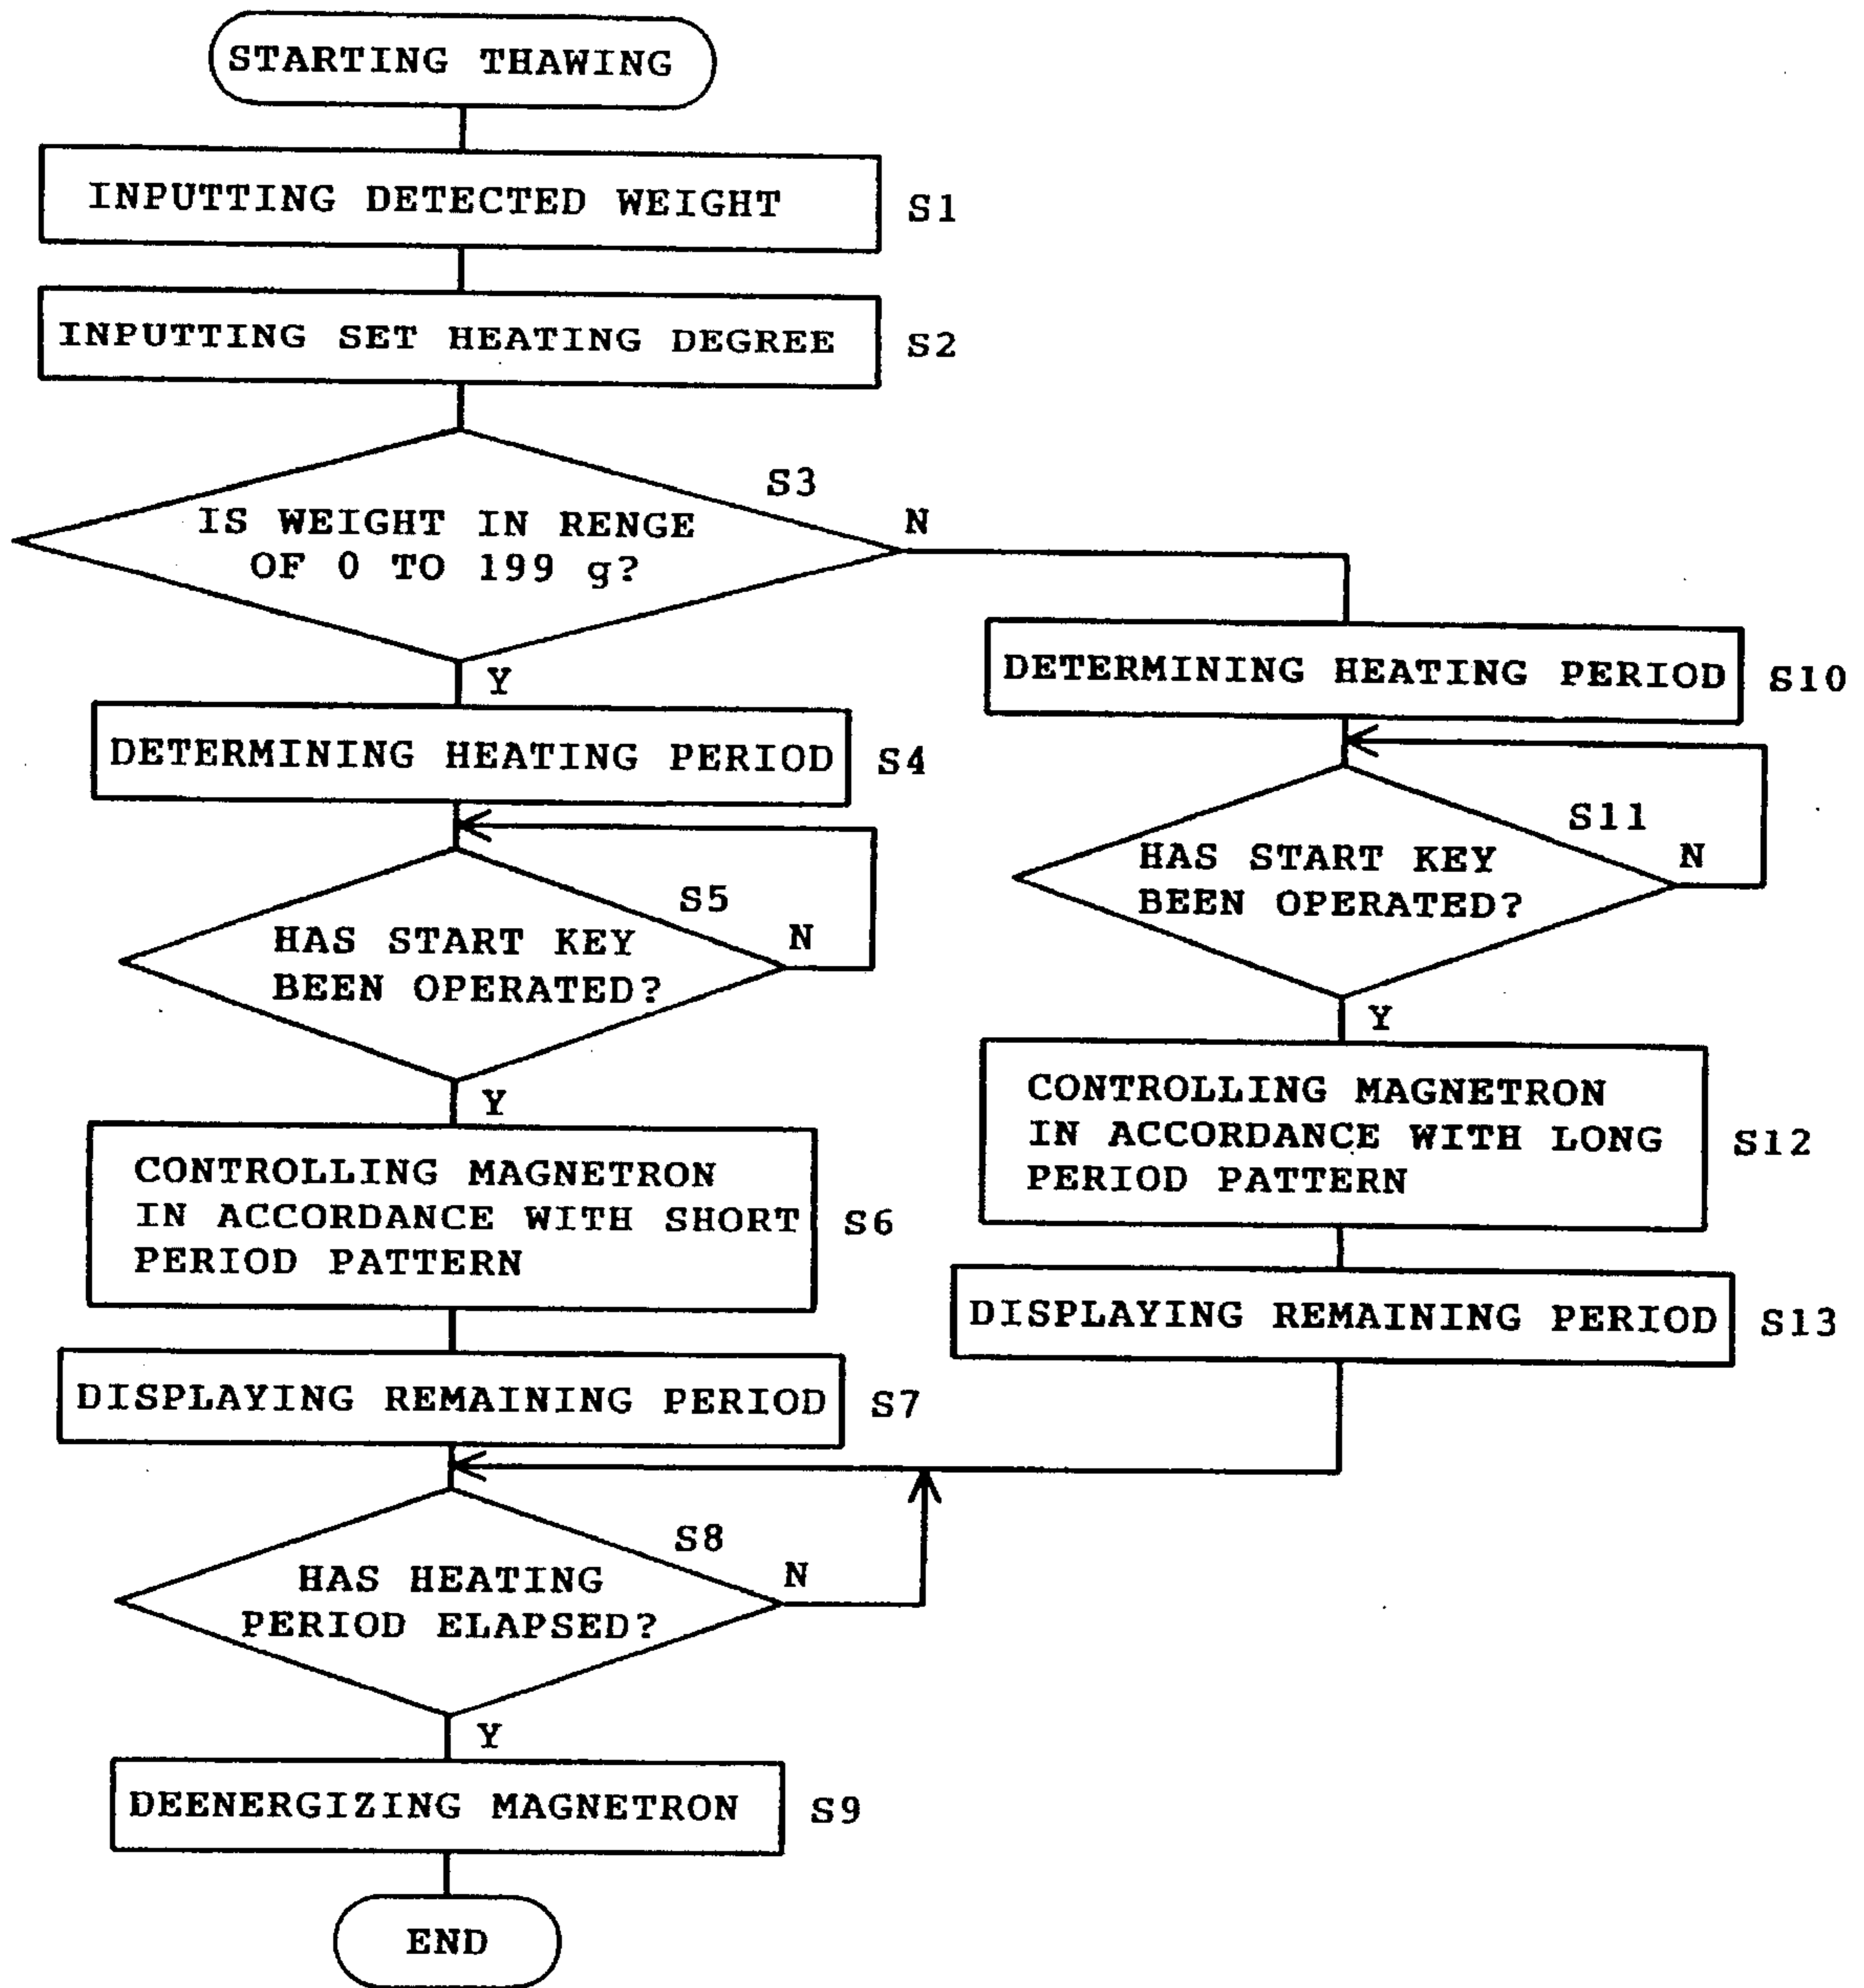 STARTING THAWING
INPUTTING DETECTED WEIGHT
S1
INPUTTING SET HEATING DEGREE
S2
S3
IS WEIGHT IN RENGE
OF 0 TO 199 g?
N
Y
DETERMINING HEATING PERIOD
S4
S5
HAS START KEY
BEEN OPERATED?
N
Y
CONTROLLING MAGNETRON
IN ACCORDANCE WITH SHORT
PERIOD PATTERN
S6
DISPLAYING REMAINING PERIOD
S7
S8
HAS HEATING
PERIOD ELAPSED?
N
Y
DEENERGIZING MAGNETRON
S9
END
DETERMINING HEATING PERIOD
S10
S11
HAS START KEY
BEEN OPERATED?
N
Y
CONTROLLING MAGNETRON
IN ACCORDANCE WITH LONG
PERIOD PATTERN
S12
DISPLAYING REMAINING PERIOD
S13